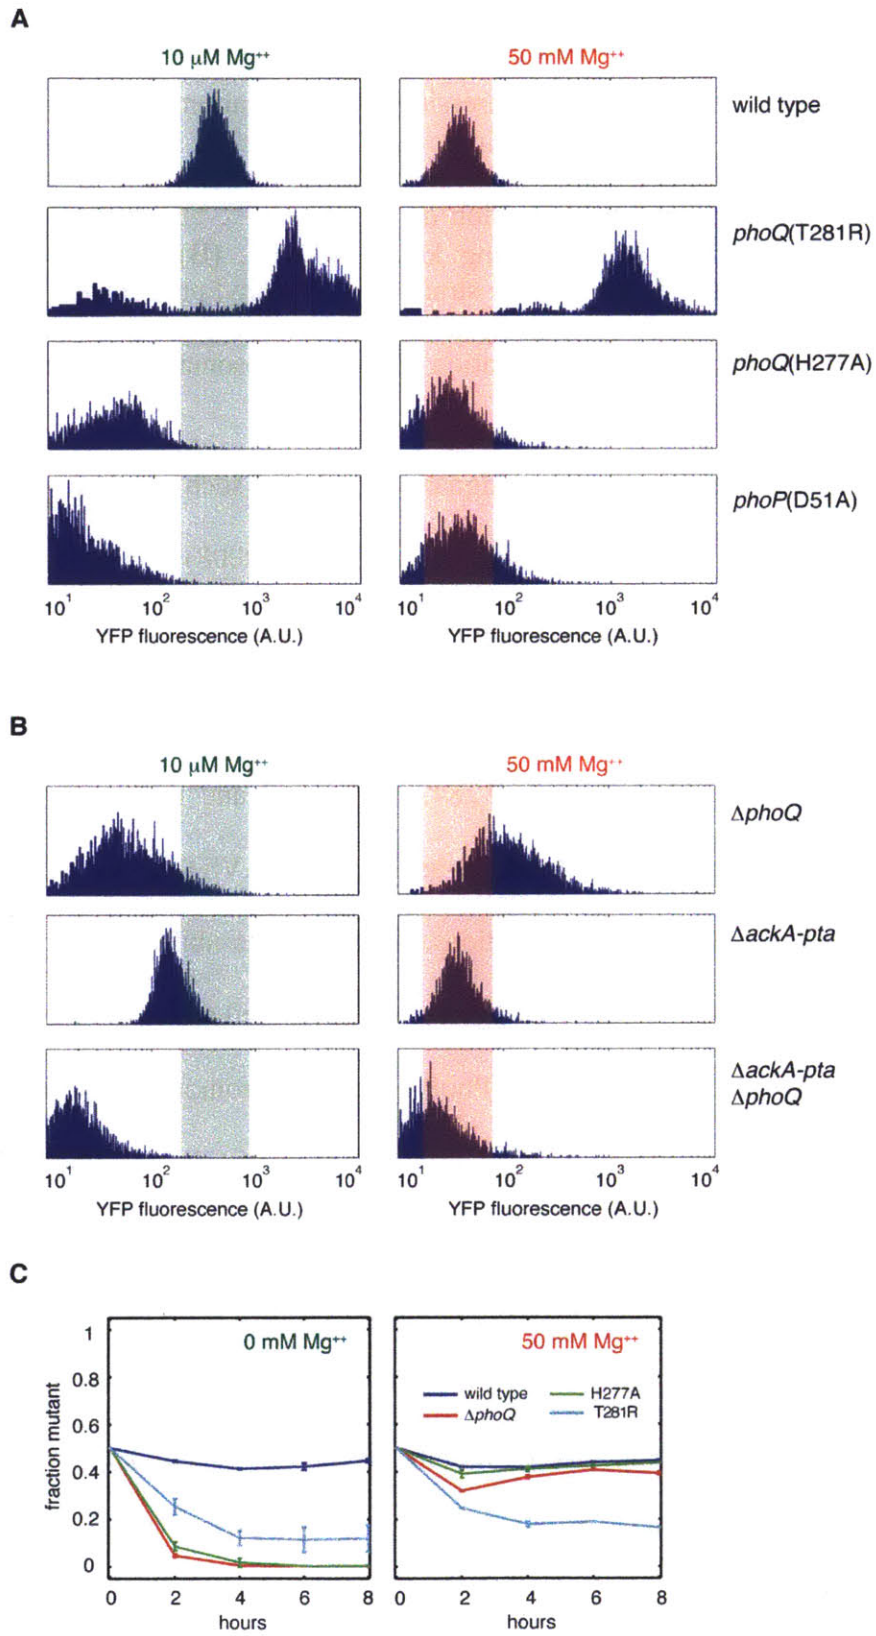 A
10 μM Mg⁺⁺ 50 mM Mg⁺⁺
wild type
phoQ(T281R)
phoQ(H277A)
phoP(D51A)
10¹ 10² 10³ 10⁴ 10¹ 10² 10³ 10⁴
YFP fluorescence (A.U.) YFP fluorescence (A.U.)
B
10 μM Mg⁺⁺ 50 mM Mg⁺⁺
ΔphoQ
ΔackA-pta
ΔackA-pta
ΔphoQ
10¹ 10² 10³ 10⁴ 10¹ 10² 10³ 10⁴
YFP fluorescence (A.U.) YFP fluorescence (A.U.)
C
0 mM Mg⁺⁺ 50 mM Mg⁺⁺
fraction mutant
1
0.8
0.6
0.4
0.2
0
wild type H277A
ΔphoQ T281R
0 2 4 6 8 0 2 4 6 8
hours hours